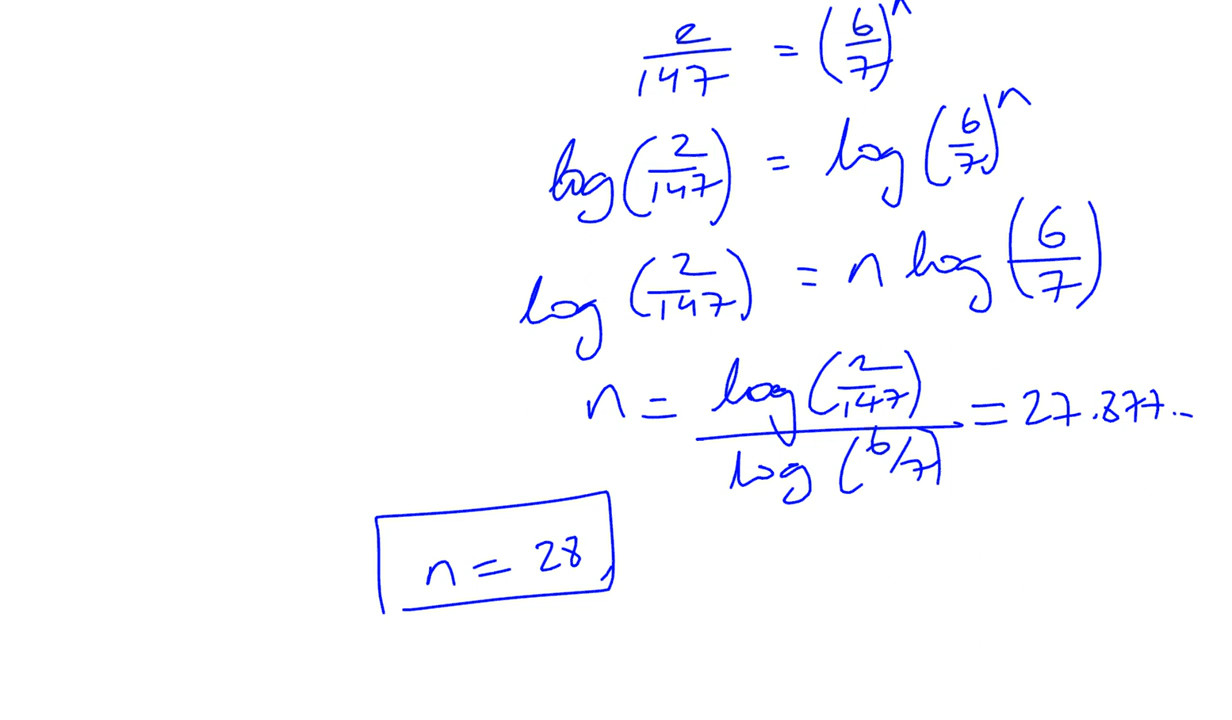 2/147 = (6/7)^n
log(2/147) = log(6/7)^n
log(2/147) = n log(6/7)
n = log(2/147) / log(6/7) = 27.877..
n = 28